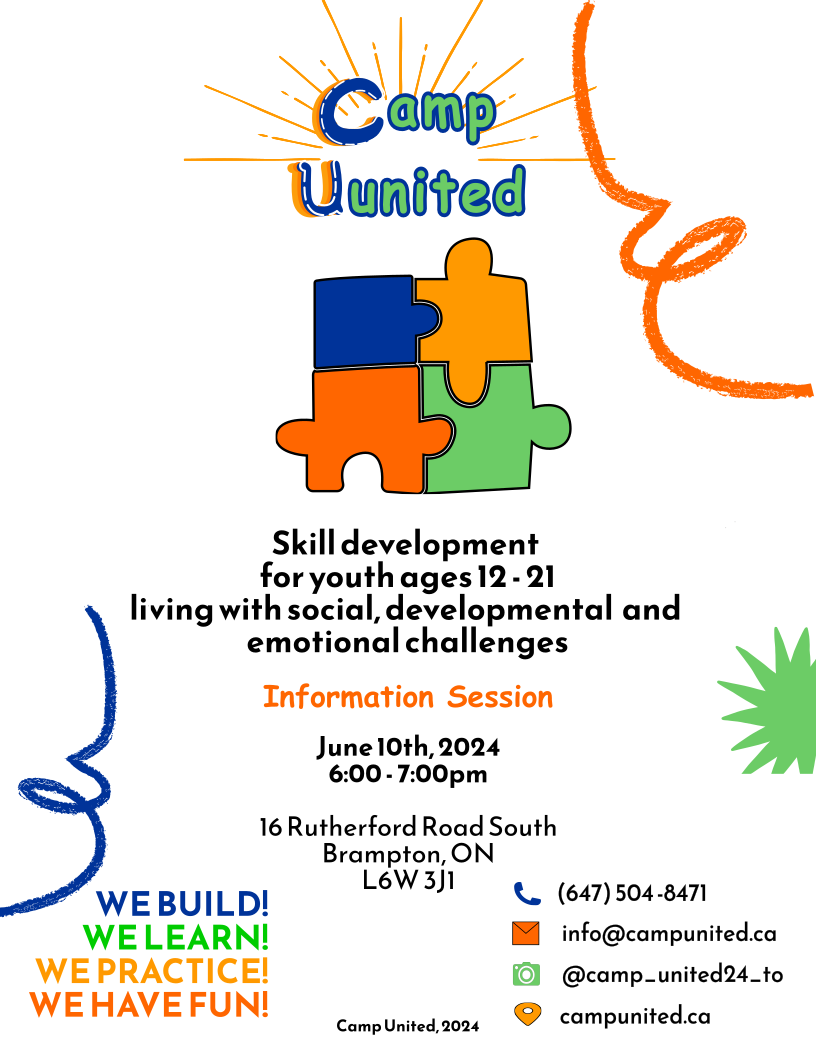 Camp
Uunited
Skill development
for youth ages 12 - 21
living with social, developmental and
emotional challenges
Information Session
June 10th, 2024
6:00 - 7:00pm
16 Rutherford Road South
Brampton, ON
L6W 3J1
WE BUILD!
WE LEARN!
WE PRACTICE!
WE HAVE FUN!
(647) 504 -8471
info@campunited.ca
@camp_united24_to
campunited.ca
Camp United, 2024